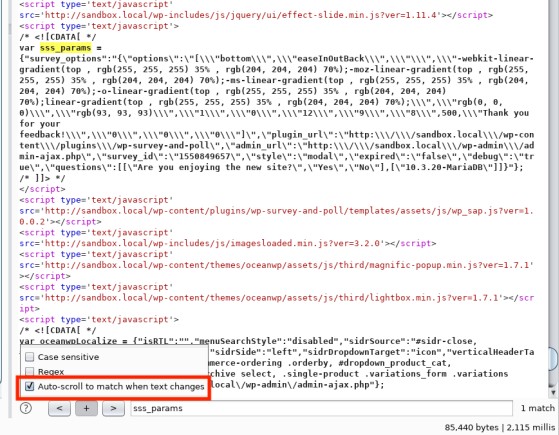 <script type='text/javascript'
src='http://sandbox.local/wp-includes/js/jquery/ui/effect-slide.min.js?ver=1.11.4'></script>
<script type='text/javascript'>
/* <![CDATA[ */
var sss_params =
{"survey_options":"{\"options\":\"[\\\"bottom\\\",\\\"easeInOutBack\\\",\\\"\\\",\\\"-webkit-linear-
gradient(top , rgb(255, 255, 255) 35% , rgb(204, 204, 204) 70%);-moz-linear-gradient(top , rgb(255,
255, 255) 35% , rgb(204, 204, 204) 70%);-ms-linear-gradient(top , rgb(255, 255, 255) 35% , rgb(204,
204, 204) 70%);-o-linear-gradient(top , rgb(255, 255, 255) 35% , rgb(204, 204, 204)
70%);linear-gradient(top , rgb(255, 255, 255) 35% , rgb(204, 204, 204) 70%);\\\",\\\"rgb(0, 0,
0)\\\",\\\"rgb(93, 93, 93)\\\",\\\"1\\\",\\\"0\\\",\\\"12\\\",\\\"9\\\",\\\"8\\\",500,\\\"Thank you
for your
feedback!\\\",\\\"0\\\",\\\"0\\\",\\\"0\\\"]\",\"plugin_url\":\"http:\\\/\\\/sandbox.local\\\/wp-con
tent\\\/plugins\\\/wp-survey-and-poll\",\"admin_url\":\"http:\\\/\\\/sandbox.local\\\/wp-admin\\\/ad
min-ajax.php\",\"survey_id\":\"1550849657\",\"style\":\"modal\",\"expired\":\"false\",\"debug\":\"tr
ue\",\"questions\":[[\"Are you enjoying the new site?\",\"Yes\",\"No\"],[\"10.3.20-MariaDB\"]]}"};
/* ]]> */
</script>
<script type='text/javascript'
src='http://sandbox.local/wp-content/plugins/wp-survey-and-poll/templates/assets/js/wp_sap.js?ver=1.
0.0.2'></script>
<script type='text/javascript'
src='http://sandbox.local/wp-includes/js/imagesloaded.min.js?ver=3.2.0'></script>
<script type='text/javascript'
src='http://sandbox.local/wp-content/themes/oceanwp/assets/js/third/magnific-popup.min.js?ver=1.7.1'
></script>
<script type='text/javascript'
src='http://sandbox.local/wp-content/themes/oceanwp/assets/js/third/lightbox.min.js?ver=1.7.1'></scr
ipt>
<script type='text/javascript'>
/* <![CDATA[ */
var oceanwpLocalize = {"isRTL":"","menuSearchStyle":"disabled","sidrSource":"#sidr-close,
"sidrSide":"left","sidrDropdownTarget":"icon","verticalHeaderTa
Case sensitive
merce-ordering .orderby, #dropdown_product_cat,
Regex
chive select, .single-product .variations_form .variations
Auto-scroll to match when text changes
local\/wp-admin\/admin-ajax.php"};
? < + > sss_params 1 match
85,440 bytes | 2,115 millis